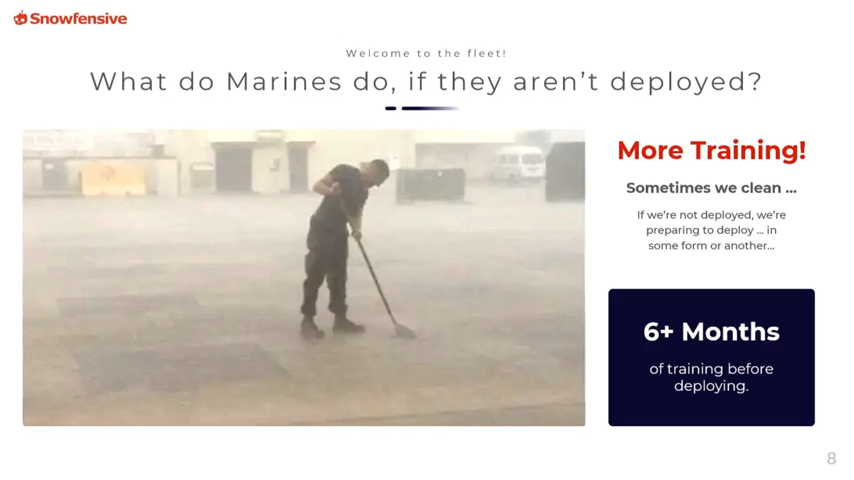 Snowfensive
Welcome to the fleet!
What do Marines do, if they aren't deployed?
More Training!
Sometimes we clean ...
If we're not deployed, we're
preparing to deploy ... in
some form or another...
6+ Months
of training before
deploying.
8